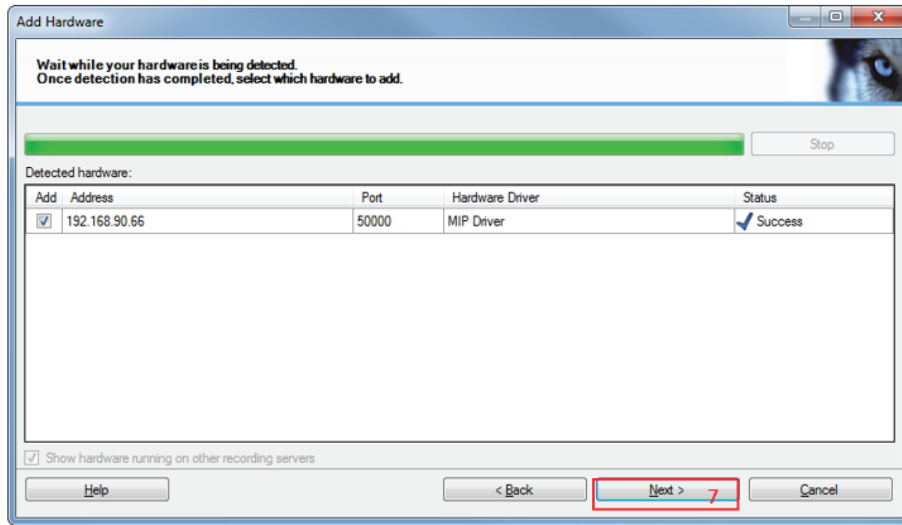 Add Hardware
Wait while your hardware is being detected.
Once detection has completed, select which hardware to add.
Stop
Detected hardware:
Add Address Port Hardware Driver Status
192.168.90.66 50000 MIP Driver Success
Show hardware running on other recording servers
Help < Back Next > 7 Cancel